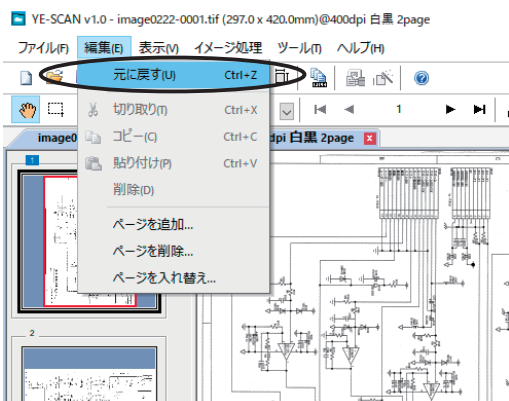 YE-SCAN v1.0 - image0222-0001.tif (297.0 x 420.0mm)@400dpi 白黒 2page
ファイル(F) 編集(E) 表示(V) イメージ処理 ツール(T) ヘルプ(H)
元に戻す(U) Ctrl+Z
切り取り(T) Ctrl+X
1
image0
dpi 白黒 2page
コピー(C) Ctrl+C
貼り付け(P) Ctrl+V
1
削除(D)
ページを追加...
ページを削除...
ページを入れ替え...
2